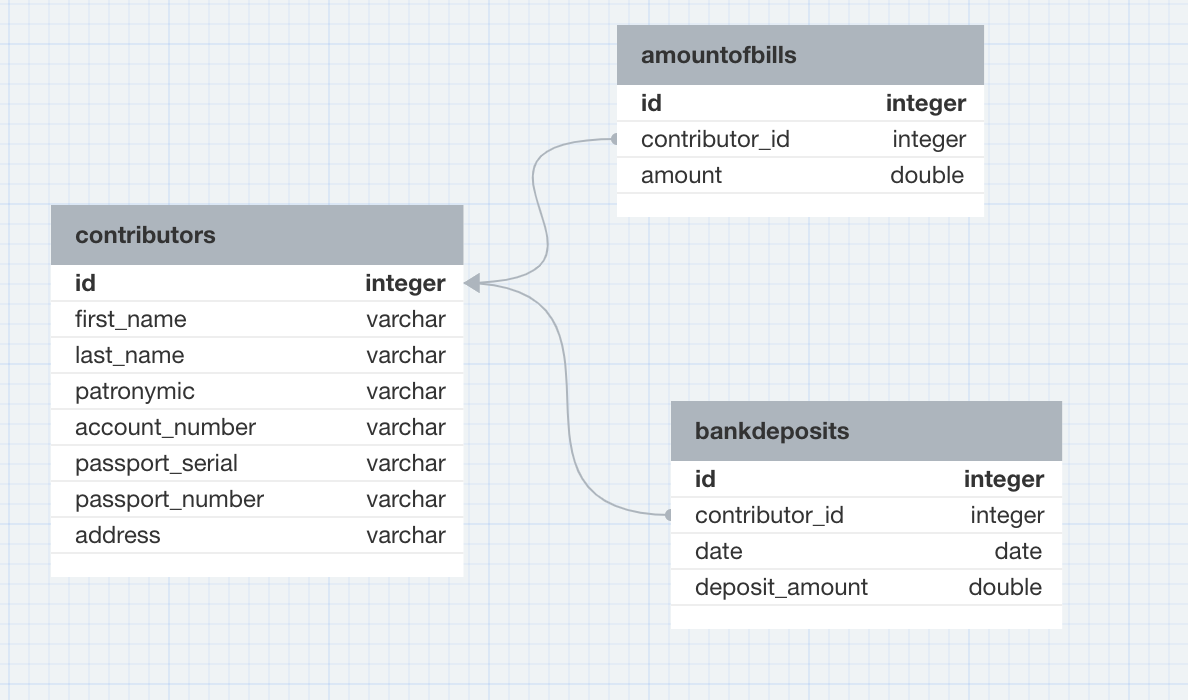 amountofbills
id integer
contributor_id integer
amount double
contributors
id integer
first_name varchar
last_name varchar
patronymic varchar
account_number varchar
passport_serial varchar
passport_number varchar
address varchar
bankdeposits
id integer
contributor_id integer
date date
deposit_amount double